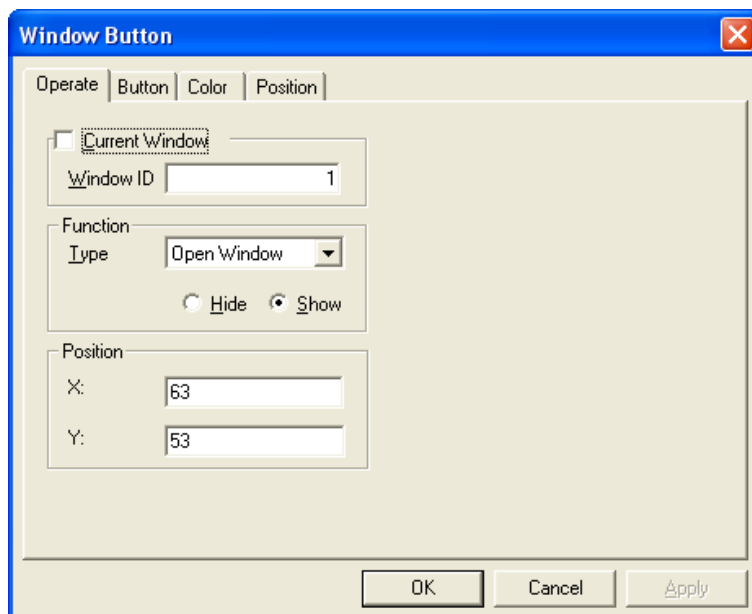 Window Button
Operate Button Color Position
Current Window
Window ID 1
Function
Type Open Window
Hide Show
Position
X: 63
Y: 53
OK Cancel Apply